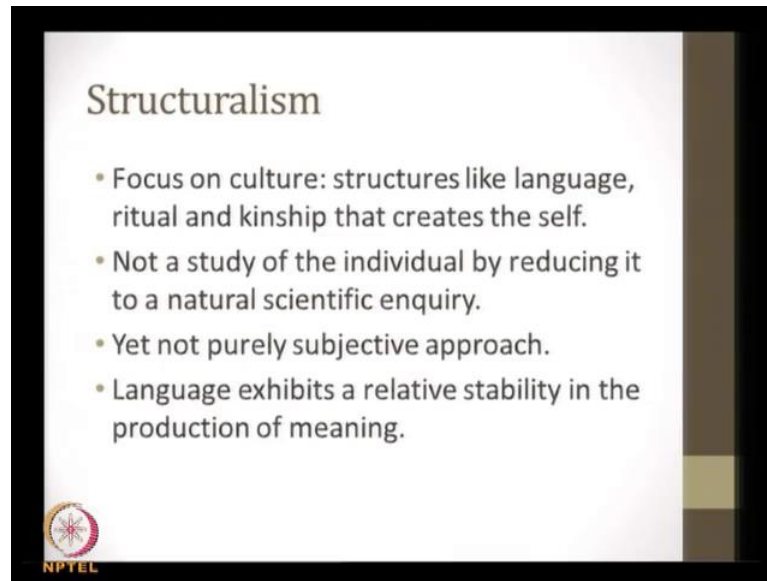 Structuralism
• Focus on culture: structures like language,
ritual and kinship that creates the self.
• Not a study of the individual by reducing it
to a natural scientific enquiry.
• Yet not purely subjective approach.
• Language exhibits a relative stability in the
production of meaning.
NPTEL